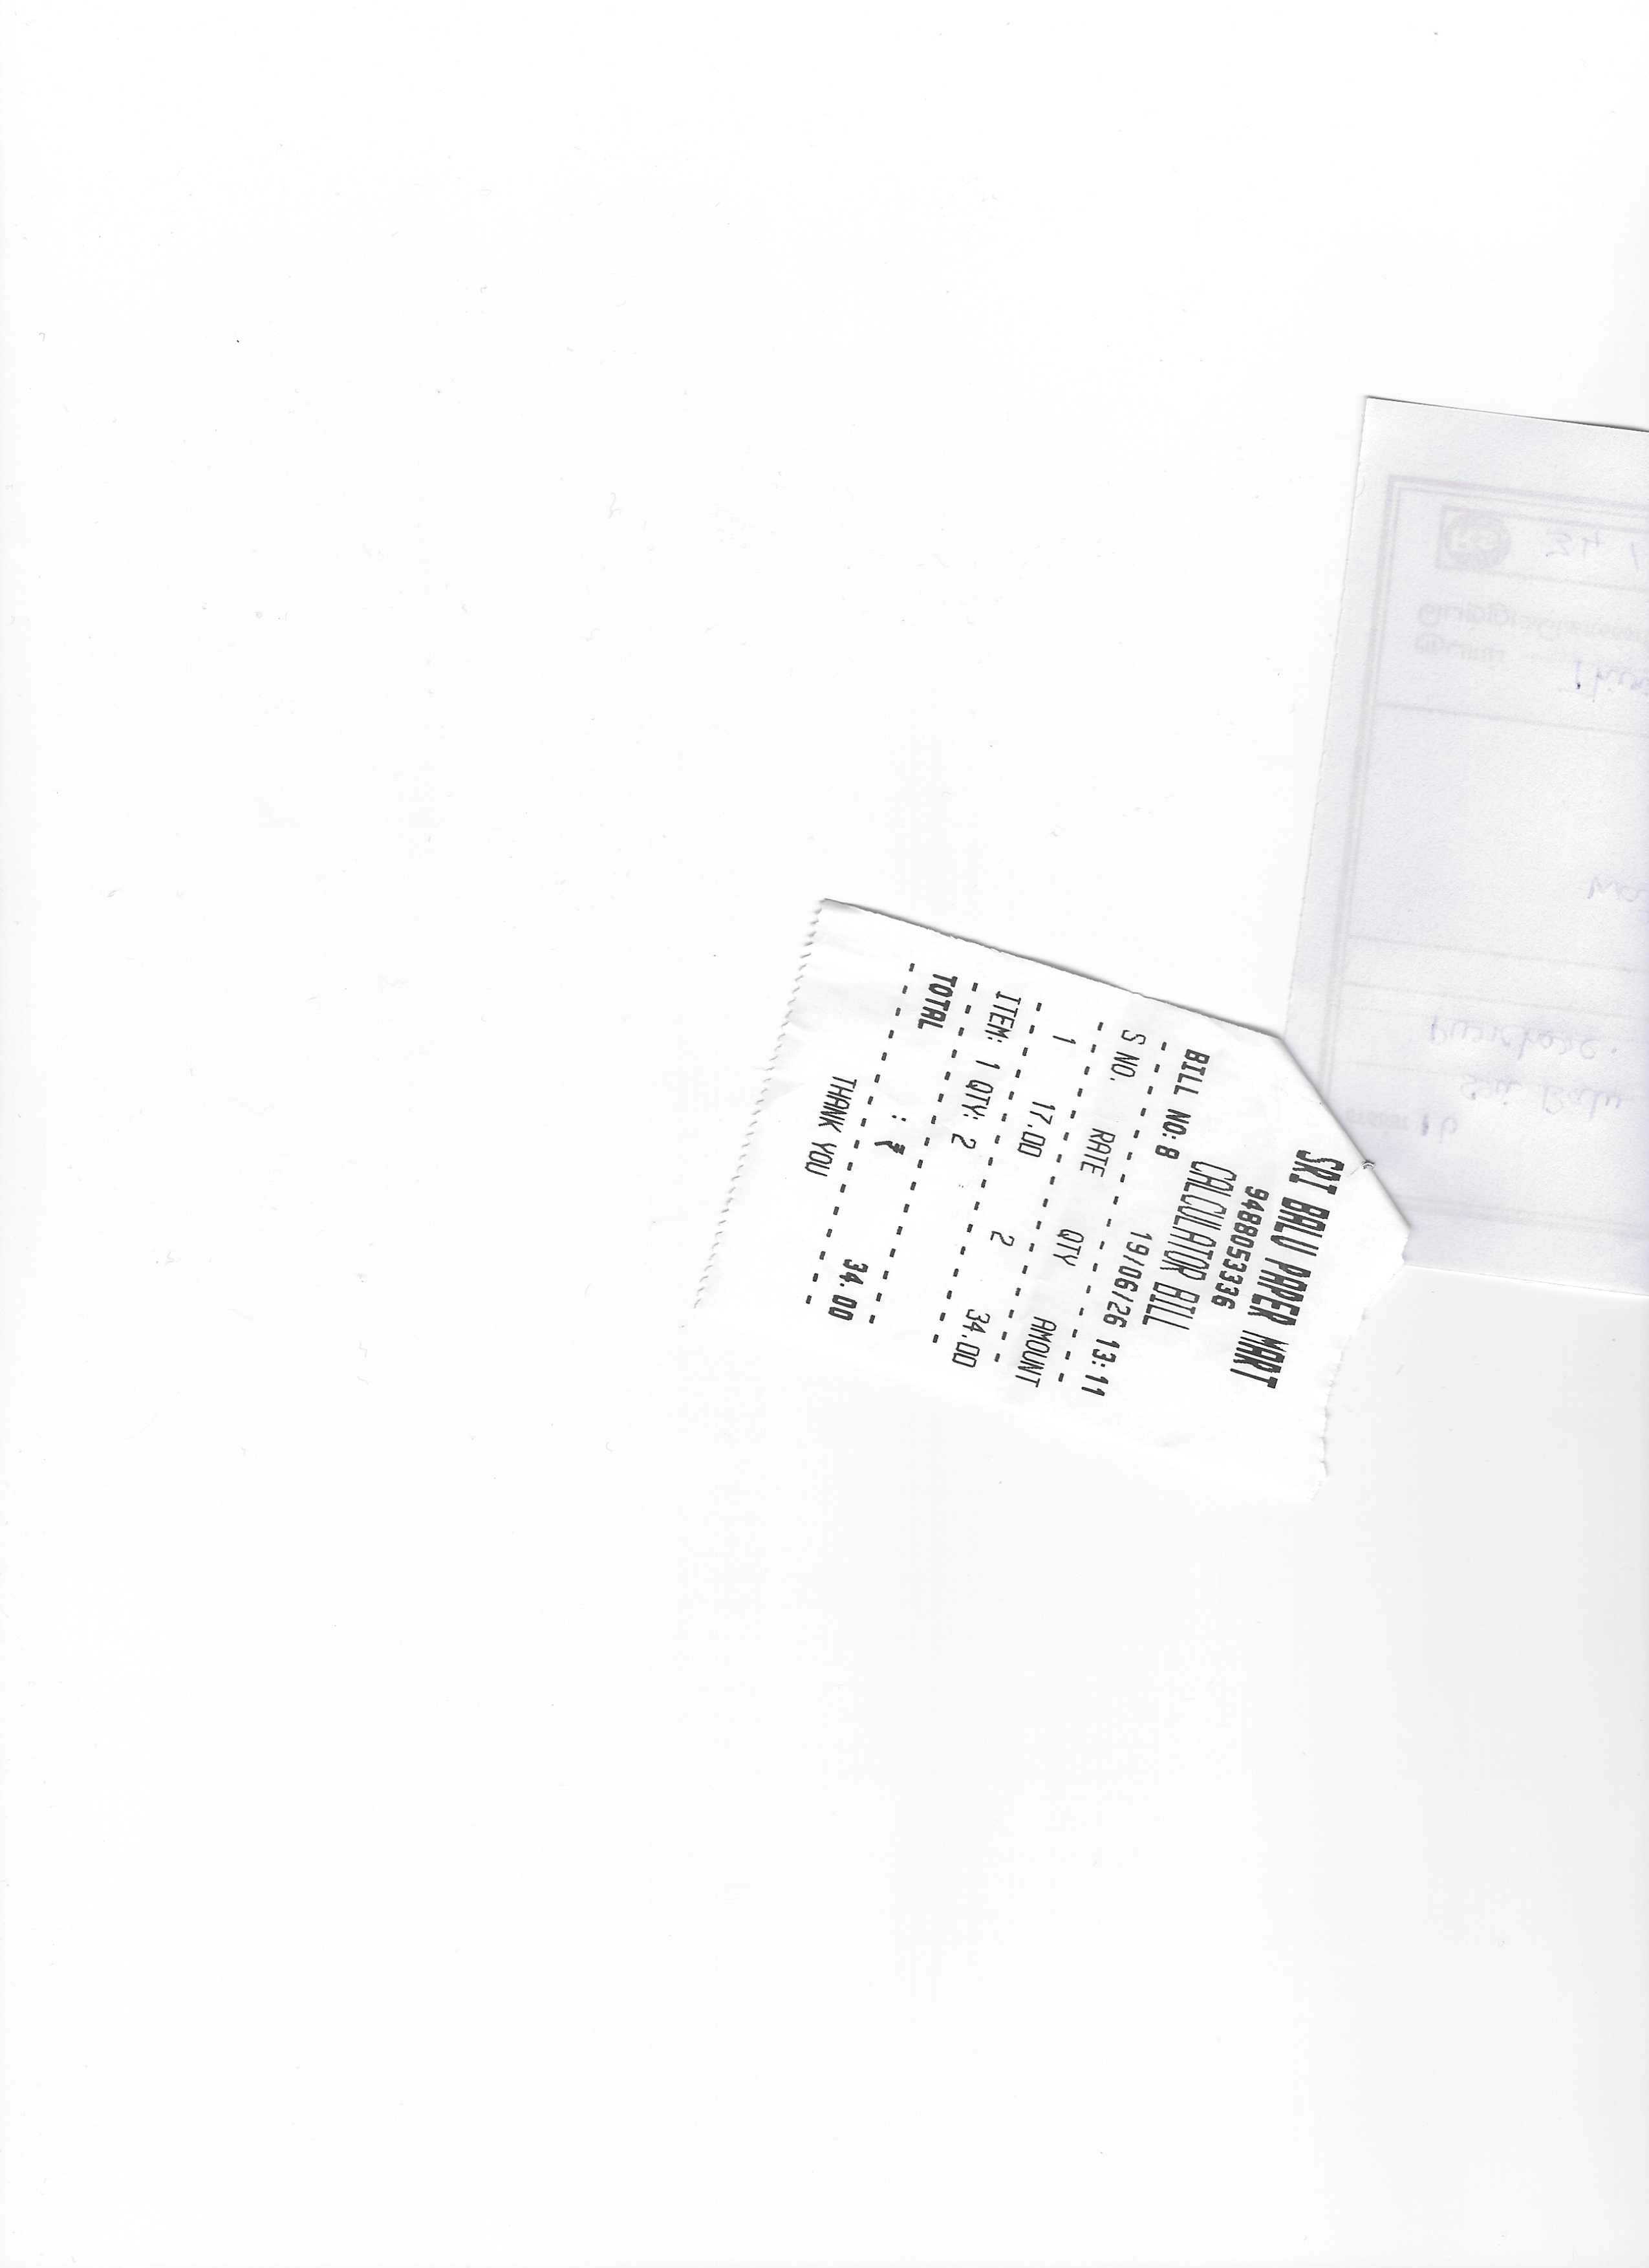 SRI BALU PAPER MART
9488053336
CALCULATOR BILL
BILL NO: 8 19/06/26 13:11
S NO. RATE QTY AMOUNT
1 17.00 2 34.00
ITEM: 1 QTY: 2
TOTAL : ₹ 34.00
THANK YOU